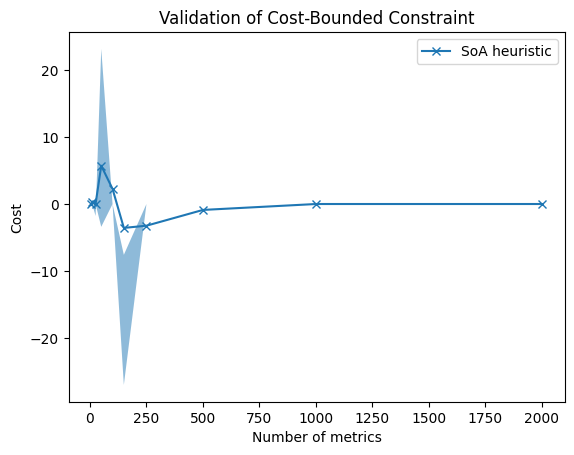 Validation of Cost-Bounded Constraint
SoA heuristic
20
10
0
−10
−20
Cost
0 250 500 750 1000 1250 1500 1750 2000
Number of metrics